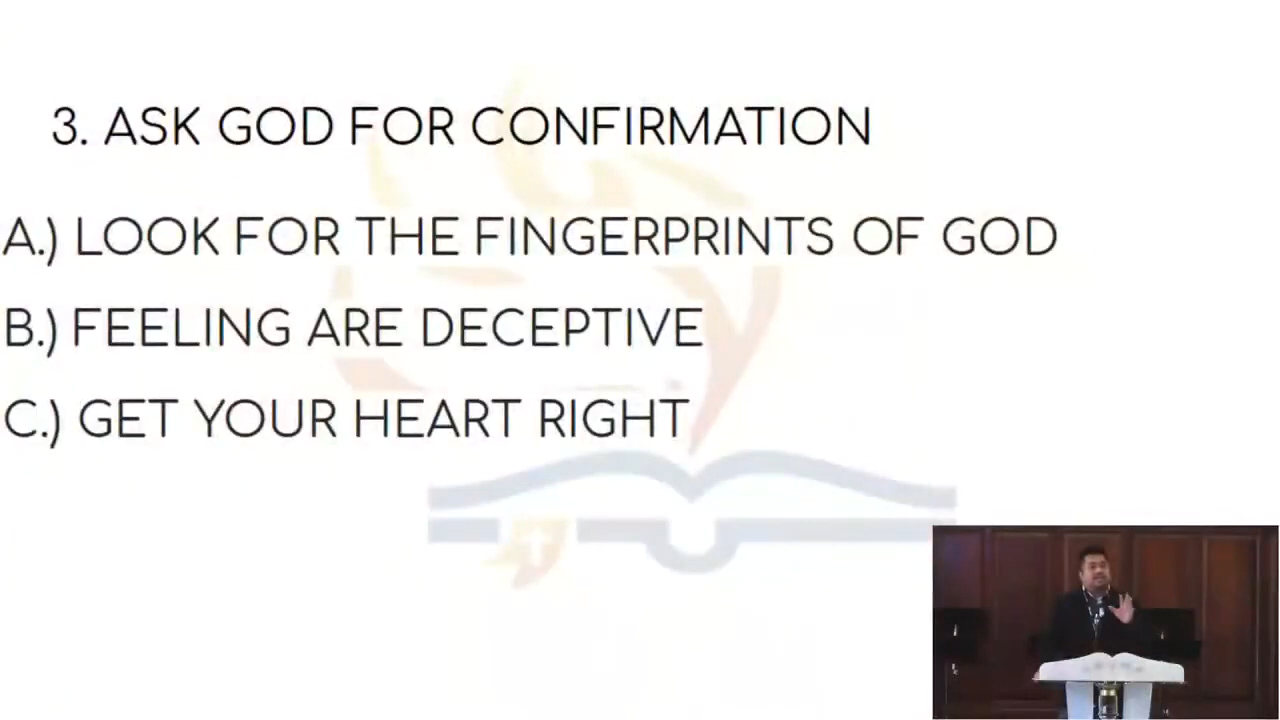 3. ASK GOD FOR CONFIRMATION
A.) LOOK FOR THE FINGERPRINTS OF GOD
B.) FEELING ARE DECEPTIVE
C.) GET YOUR HEART RIGHT